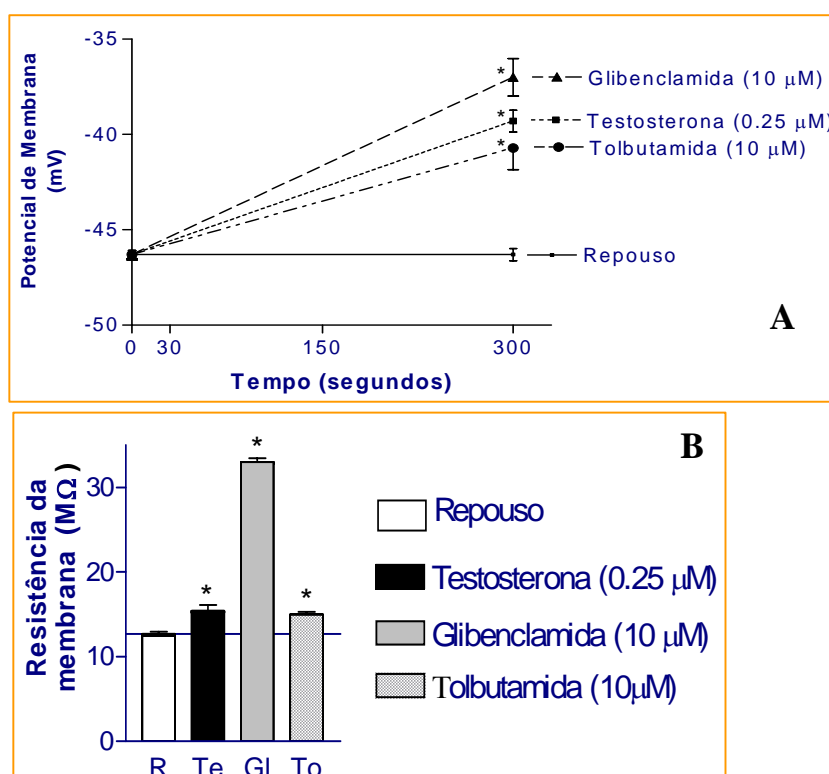 -35
-40
-45
-50
Potencial de Membrana
(mV)
*
*
*
Glibenclamida (10 μM)
Testosterona (0.25 μM)
Tolbutamida (10 μM)
Repouso
A
0 30 150 300
Tempo (segundos)
B
Resistência da
membrana (MΩ)
30
20
10
0
*
*
*
R Te Gl To
Repouso
Testosterona (0.25 μM)
Glibenclamida (10 μM)
Tolbutamida (10μM)